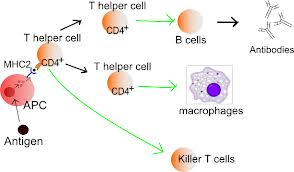 T helper cell
CD4+
B cells
Antibodies
T helper cell
MHC2
CD4+
T helper cell
CD4+
macrophages
APC
Antigen
Killer T cells